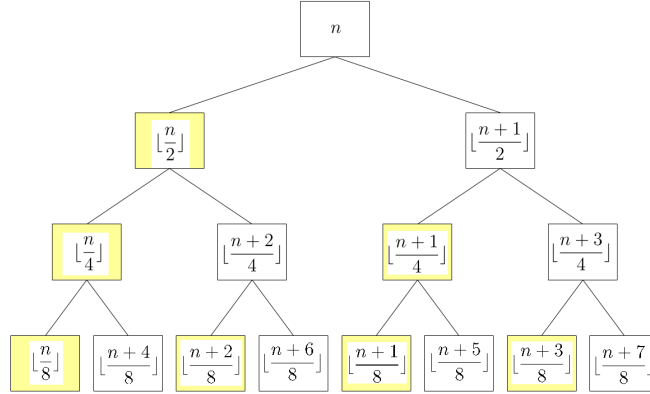 n
⌊n/2⌋ ⌊(n+1)/2⌋
⌊n/4⌋ ⌊(n+2)/4⌋ ⌊(n+1)/4⌋ ⌊(n+3)/4⌋
⌊n/8⌋ ⌊(n+4)/8⌋ ⌊(n+2)/8⌋ ⌊(n+6)/8⌋ ⌊(n+1)/8⌋ ⌊(n+5)/8⌋ ⌊(n+3)/8⌋ ⌊(n+7)/8⌋